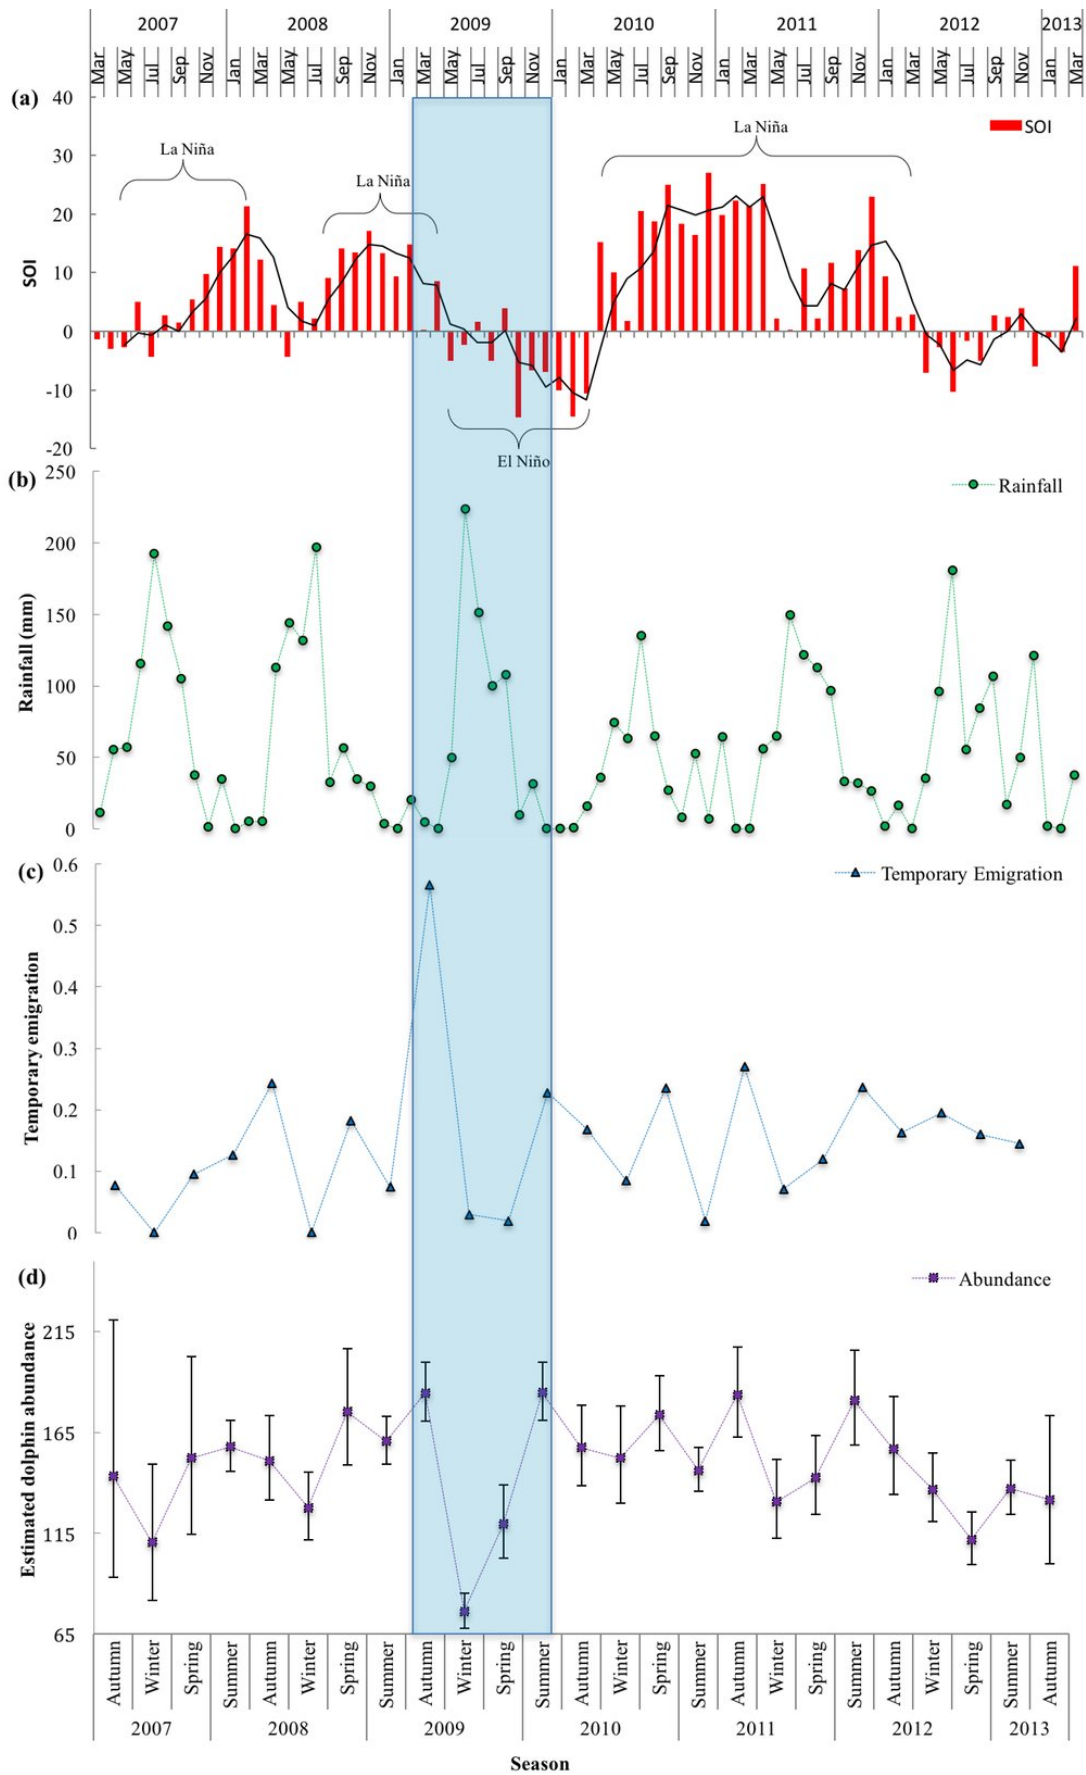 2007 2008 2009 2010 2011 2012 2013
Mar May Jul Sep Nov Jan Mar May Jul Sep Nov Jan Mar May Jul Sep Nov Jan Mar May Jul Sep Nov Jan Mar May Jul Sep Nov Jan Mar May Jul Sep Nov Jan Mar
(a)
40
30
20
10
0
-10
-20
SOI
SOI
La Niña
La Niña
La Niña
El Niño
(b)
250
200
150
100
50
0
Rainfall (mm)
Rainfall
(c)
0.6
0.5
0.4
0.3
0.2
0.1
0
Temporary emigration
Temporary Emigration
(d)
215
165
115
65
Estimated dolphin abundance
Abundance
Autumn Winter Spring Summer Autumn Winter Spring Summer Autumn Winter Spring Summer Autumn Winter Spring Summer Autumn Winter Spring Summer Autumn Winter Spring Summer Autumn
2007 2008 2009 2010 2011 2012 2013
Season